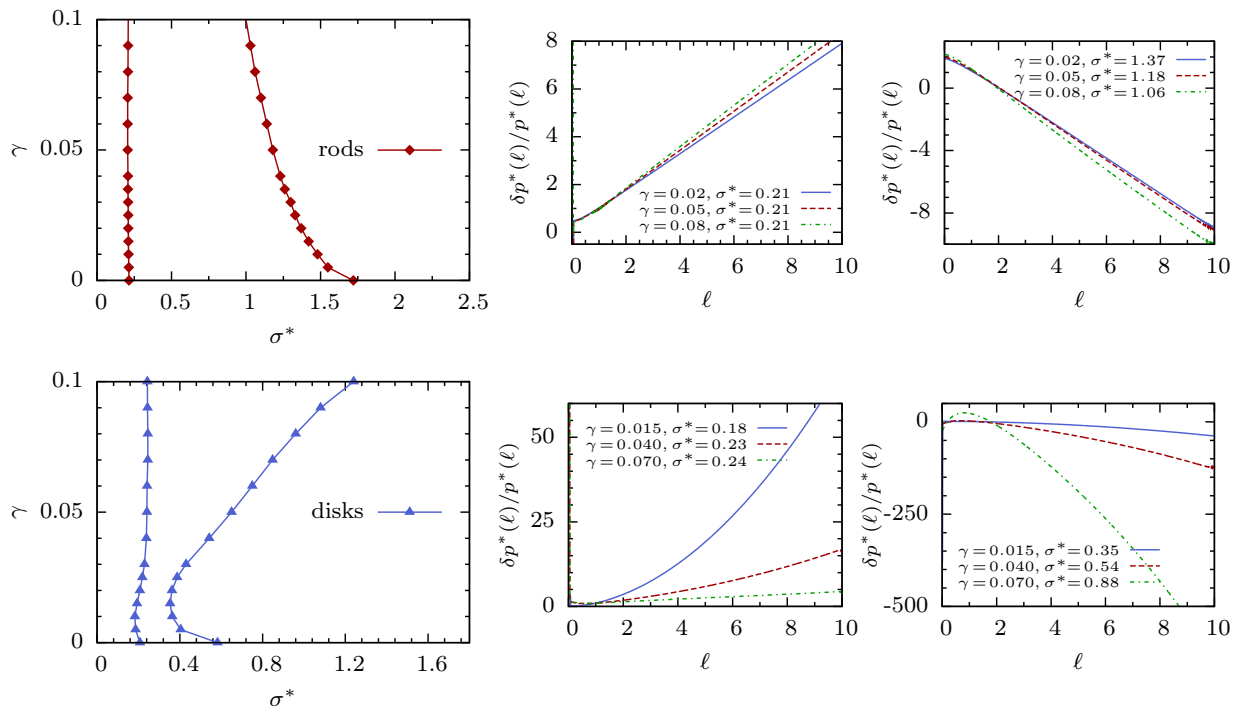 0.1
0.05
0
γ
rods
0 0.5 1 1.5 2 2.5
σ*
8
6
4
2
0
δp*(ℓ)/p*(ℓ)
γ=0.02, σ*=0.21
γ=0.05, σ*=0.21
γ=0.08, σ*=0.21
0 2 4 6 8 10
ℓ
0
-4
-8
δp*(ℓ)/p*(ℓ)
γ=0.02, σ*=1.37
γ=0.05, σ*=1.18
γ=0.08, σ*=1.06
0 2 4 6 8 10
ℓ
0.1
0.05
0
γ
disks
0 0.4 0.8 1.2 1.6
σ*
50
25
0
δp*(ℓ)/p*(ℓ)
γ=0.015, σ*=0.18
γ=0.040, σ*=0.23
γ=0.070, σ*=0.24
0 2 4 6 8 10
ℓ
0
-250
-500
δp*(ℓ)/p*(ℓ)
γ=0.015, σ*=0.35
γ=0.040, σ*=0.54
γ=0.070, σ*=0.88
0 2 4 6 8 10
ℓ